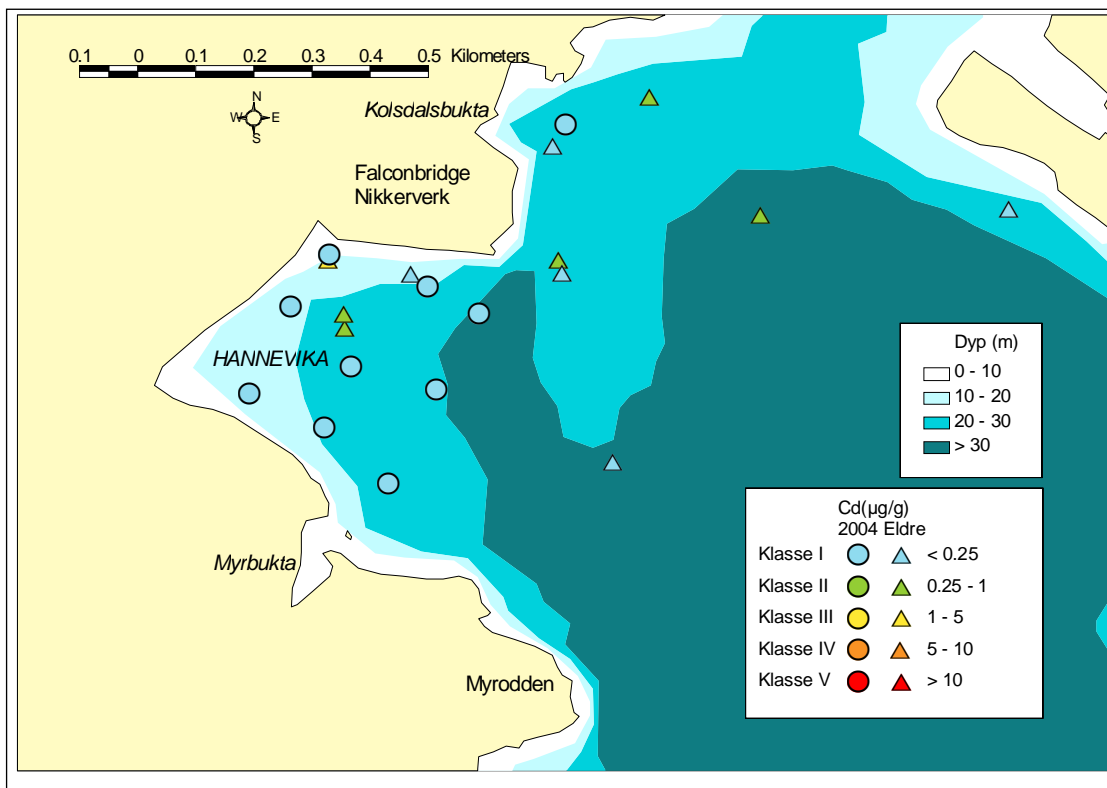 0.1 0 0.1 0.2 0.3 0.4 0.5 Kilometers
N
W E
S
Kolsdalsbukta
Falconbridge
Nikkerverk
HANNEVIKA
Myrbukta
Myrodden
Dyp (m)
0 - 10
10 - 20
20 - 30
> 30
Cd(µg/g)
2004 Eldre
Klasse I < 0.25
Klasse II 0.25 - 1
Klasse III 1 - 5
Klasse IV 5 - 10
Klasse V > 10